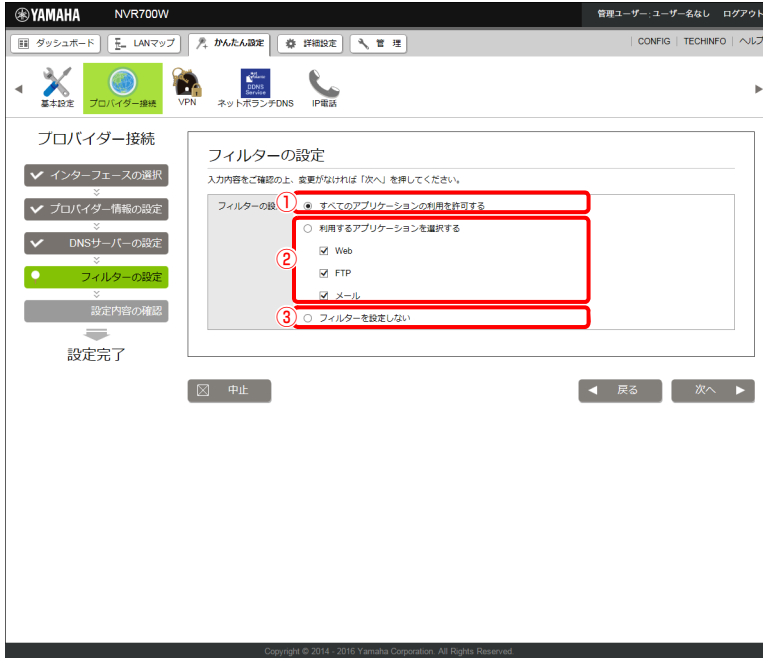 YAMAHA NVR700W 管理ユーザー:ユーザー名なし ログアウト
ダッシュボード LANマップ かんたん設定 詳細設定 管 理 CONFIG TECHINFO ヘルプ
基本設定 プロバイダー接続 VPN ネットボランチDNS IP電話
DDNS
Service
プロバイダー接続
インターフェースの選択
プロバイダー情報の設定
DNSサーバーの設定
フィルターの設定
設定内容の確認
設定完了
フィルターの設定
入力内容をご確認の上、変更がなければ「次へ」を押してください。
フィルターの設 ① すべてのアプリケーションの利用を許可する
② 利用するアプリケーションを選択する
Web
FTP
メール
③ フィルターを設定しない
中止 戻る 次へ
Copyright © 2014 - 2016 Yamaha Corporation. All Rights Reserved.